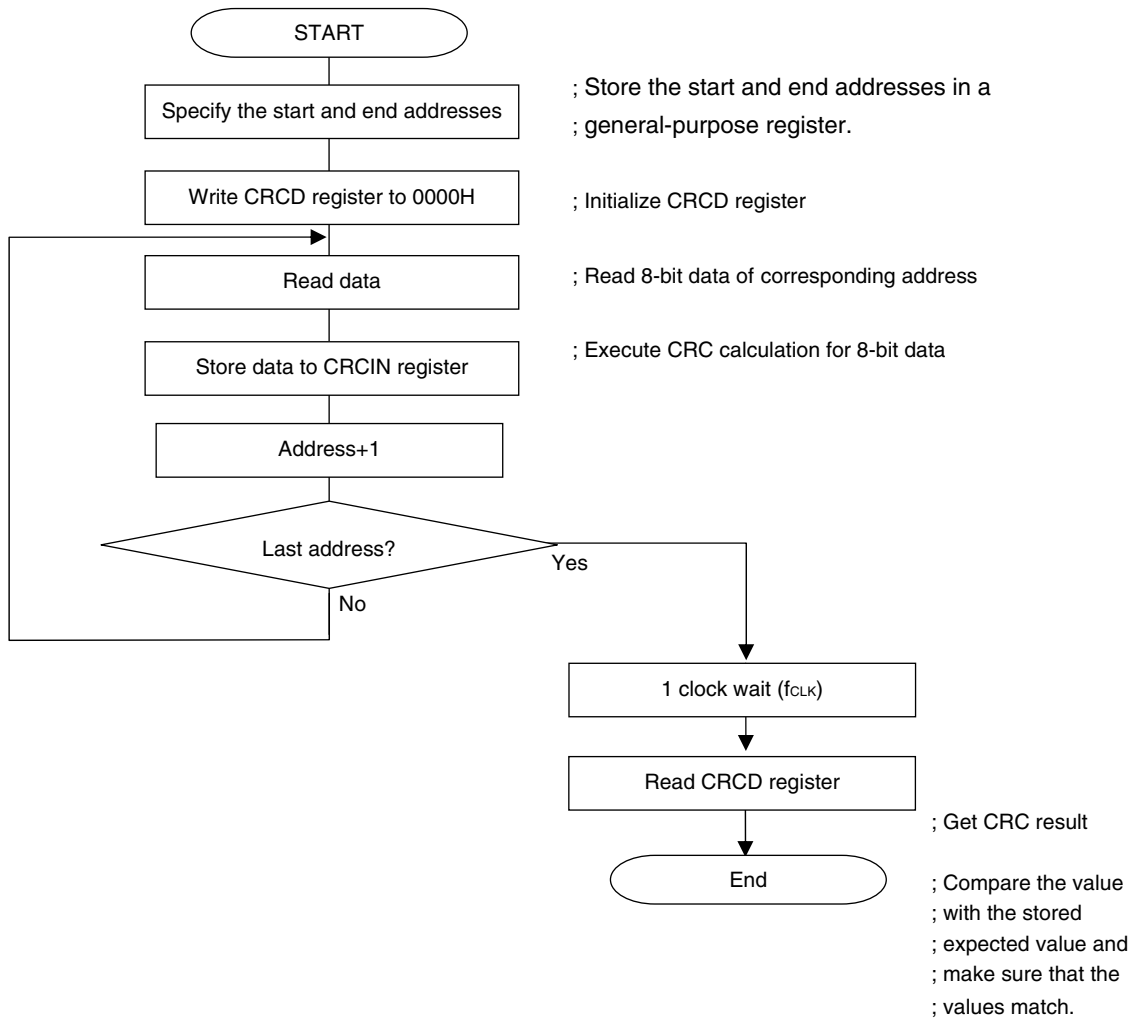 START
Specify the start and end addresses
; Store the start and end addresses in a
; general-purpose register.
Write CRCD register to 0000H
; Initialize CRCD register
Read data
; Read 8-bit data of corresponding address
Store data to CRCIN register
; Execute CRC calculation for 8-bit data
Address+1
Last address?
Yes
No
1 clock wait (fCLK)
Read CRCD register
; Get CRC result
End
; Compare the value
; with the stored
; expected value and
; make sure that the
; values match.